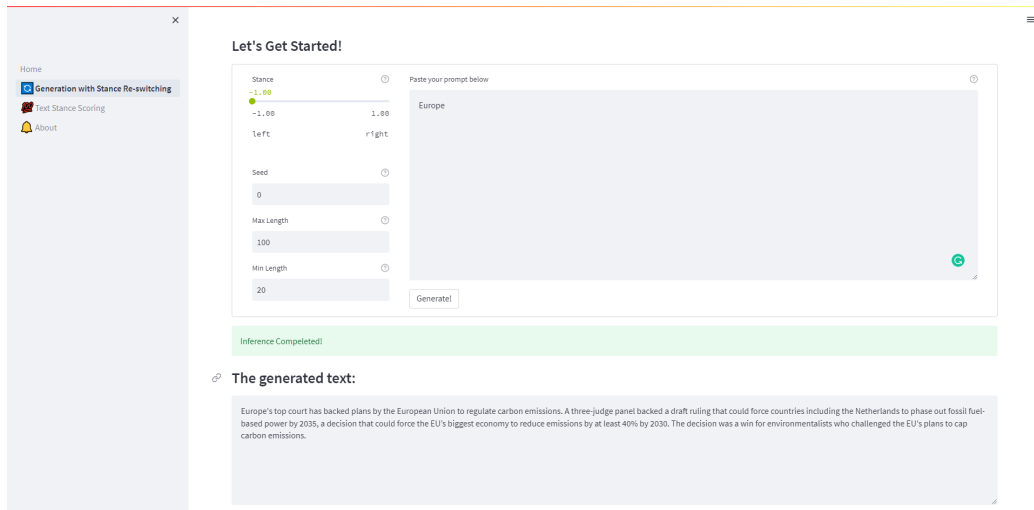 Home
Generation with Stance Re-switching
Text Stance Scoring
About
Let's Get Started!
Stance
-1.00
-1.00 1.00
left right
Seed
0
Max Length
100
Min Length
20
Paste your prompt below
Europe
Generate!
Inference Compeleted!
The generated text:
Europe's top court has backed plans by the European Union to regulate carbon emissions. A three-judge panel backed a draft ruling that could force countries including the Netherlands to phase out fossil fuel-
based power by 2035, a decision that could force the EU's biggest economy to reduce emissions by at least 40% by 2030. The decision was a win for environmentalists who challenged the EU's plans to cap
carbon emissions.